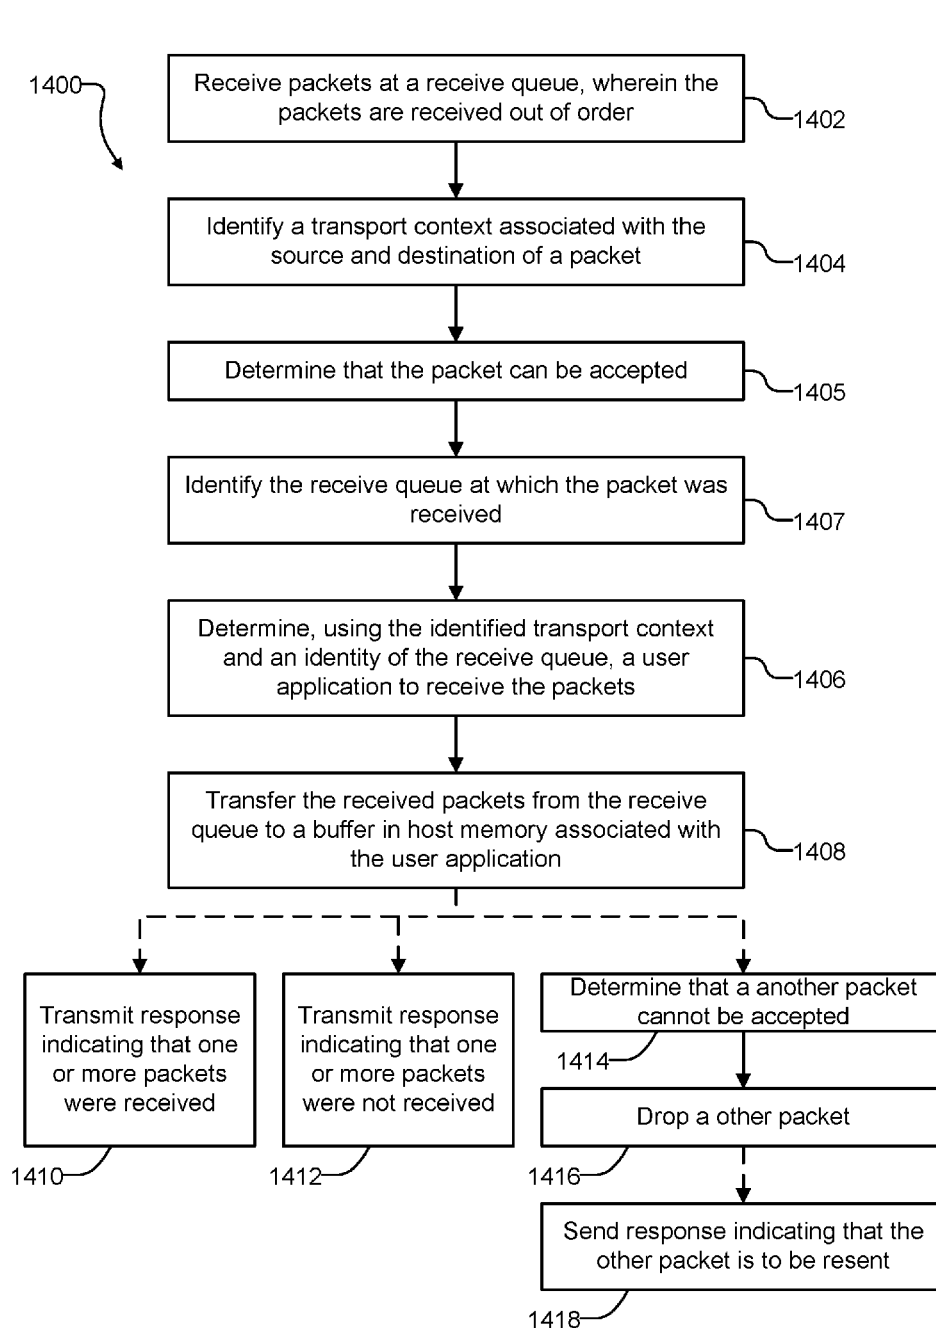 1400
Receive packets at a receive queue, wherein the
packets are received out of order
1402
Identify a transport context associated with the
source and destination of a packet
1404
Determine that the packet can be accepted
1405
Identify the receive queue at which the packet was
received
1407
Determine, using the identified transport context
and an identity of the receive queue, a user
application to receive the packets
1406
Transfer the received packets from the receive
queue to a buffer in host memory associated with
the user application
1408
Transmit response
indicating that one
or more packets
were received
1410
Transmit response
indicating that one
or more packets
were not received
1412
Determine that a another packet
cannot be accepted
1414
Drop a other packet
1416
Send response indicating that the
other packet is to be resent
1418